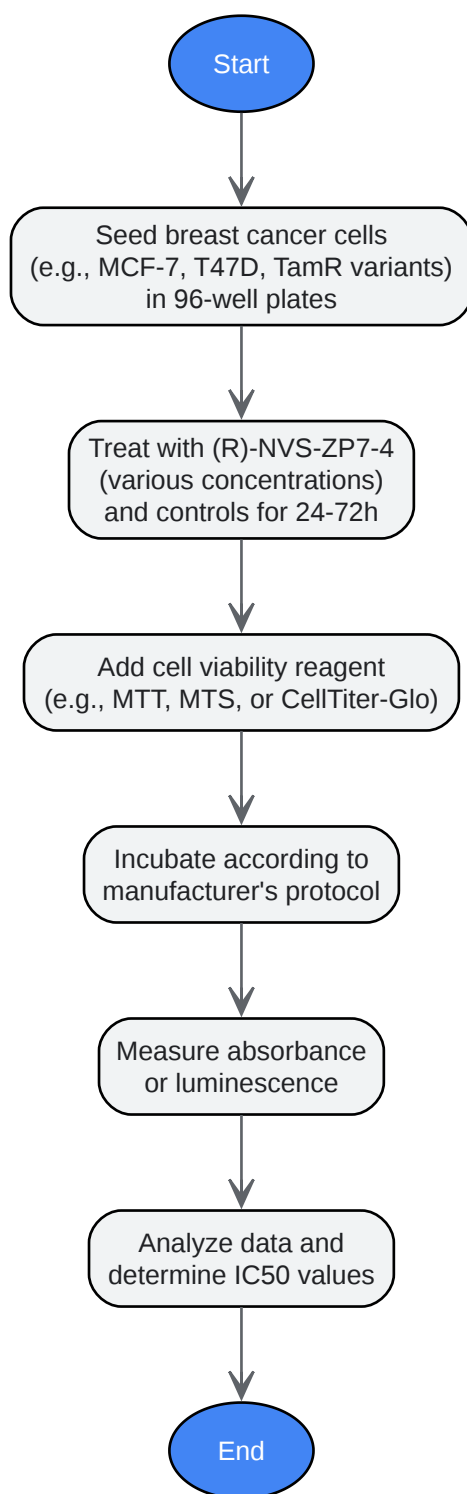 Start
Seed breast cancer cells
(e.g., MCF-7, T47D, TamR variants)
in 96-well plates
Treat with (R)-NVS-ZP7-4
(various concentrations)
and controls for 24-72h
Add cell viability reagent
(e.g., MTT, MTS, or CellTiter-Glo)
Incubate according to
manufacturer's protocol
Measure absorbance
or luminescence
Analyze data and
determine IC50 values
End